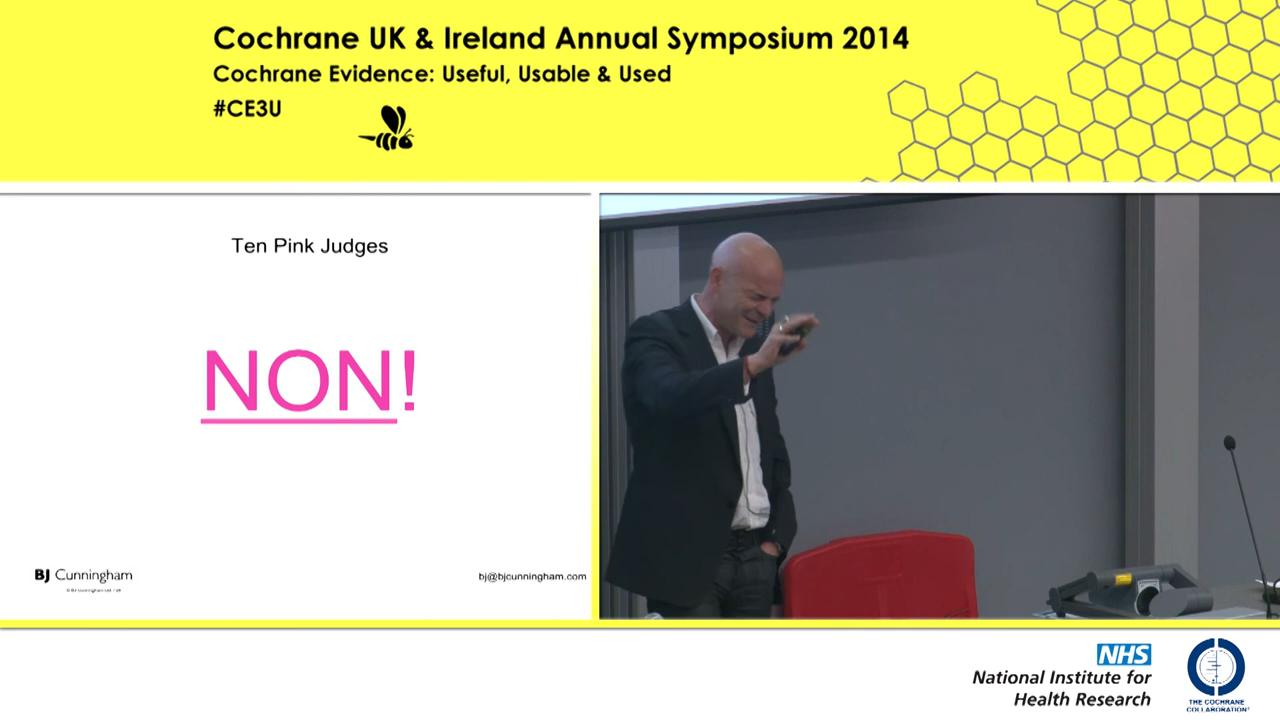 Cochrane UK & Ireland Annual Symposium 2014
Cochrane Evidence: Useful, Usable & Used
#CE3U
Ten Pink Judges
NON!
BJ Cunningham
bj@bjcunningham.com
NHS
National Institute for
Health Research
THE COCHRANE
COLLABORATION®